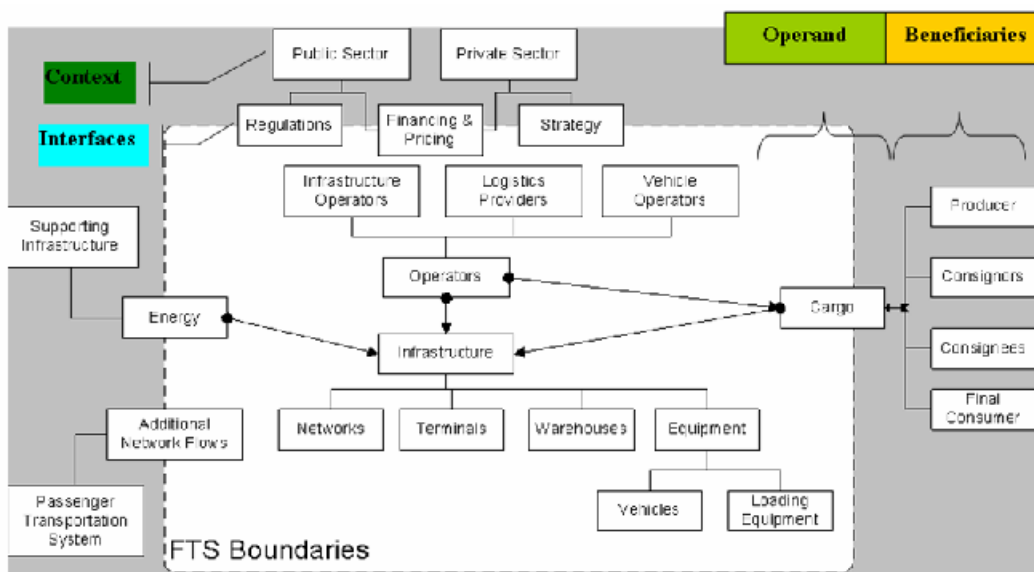 Operand
Beneficiaries
Public Sector
Private Sector
Context
Interfaces
Regulations
Financing &
Pricing
Strategy
Infrastructure
Operators
Logistics
Providers
Vehicle
Operators
Supporting
Infrastructure
Producer
Operators
Consignors
Energy
Cargo
Infrastructure
Consignees
Additional
Network Flows
Networks
Terminals
Warehouses
Equipment
Final
Consumer
Passenger
Transportation
System
Vehicles
Loading
Equipment
FTS Boundaries